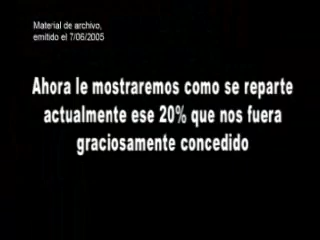 Material de archivo,
emitido el 7/06/2005
Ahora le mostraremos como se reparte
actualmente ese 20% que nos fuera
graciosamente concedido